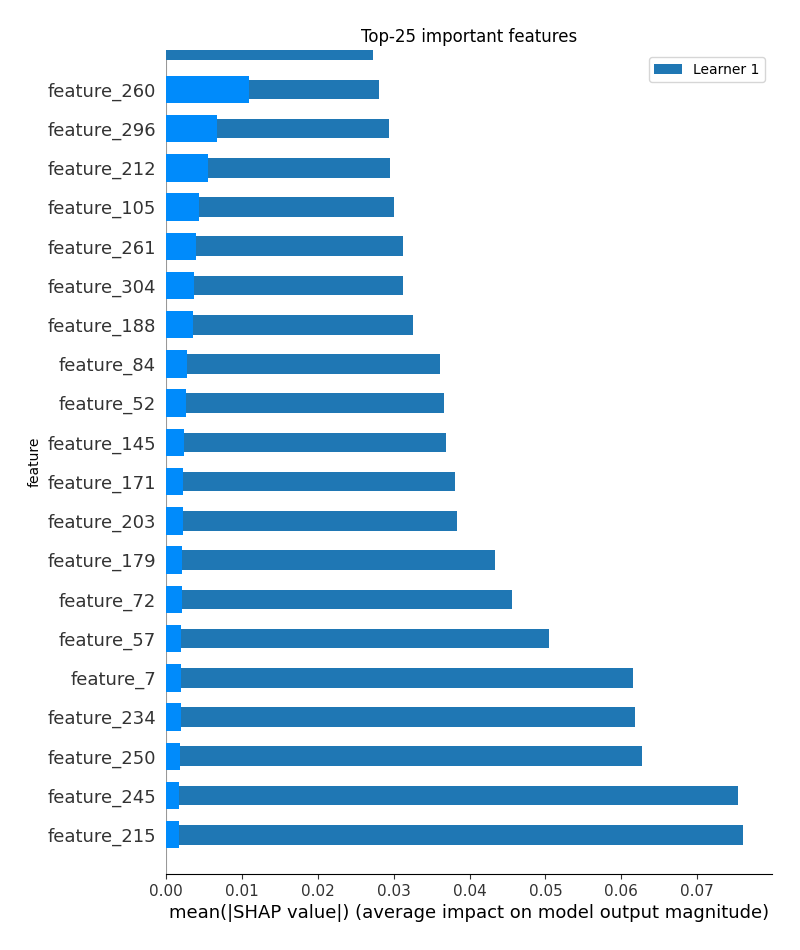 Top-25 important features
Learner 1
feature_260
feature_296
feature_212
feature_105
feature_261
feature_304
feature_188
feature_84
feature_52
feature_145
feature_171
feature_203
feature_179
feature_72
feature_57
feature_7
feature_234
feature_250
feature_245
feature_215
feature
0.00 0.01 0.02 0.03 0.04 0.05 0.06 0.07
mean(|SHAP value|) (average impact on model output magnitude)